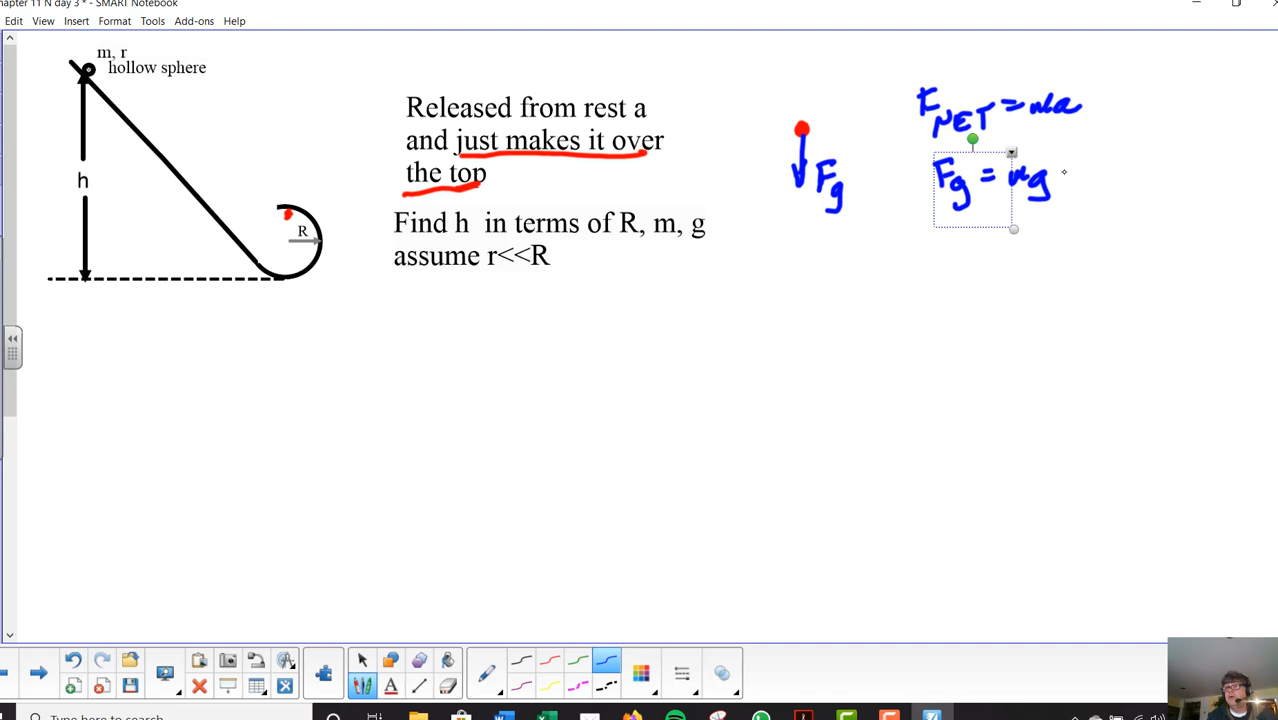 hapter 11 N day 3 * - SMART Notebook
Edit View Insert Format Tools Add-ons Help
m, r
hollow sphere
h
R
Released from rest a
and just makes it over
the top
Find h in terms of R, m, g
assume r<<R
Fg
FNET = ma
Fg = mg
Type here to search